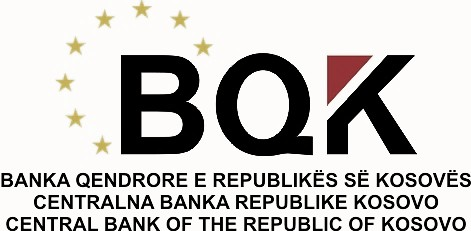 BQK
BANKA QENDRORE E REPUBLIKËS SË KOSOVËS
CENTRALNA BANKA REPUBLIKE KOSOVO
CENTRAL BANK OF THE REPUBLIC OF KOSOVO